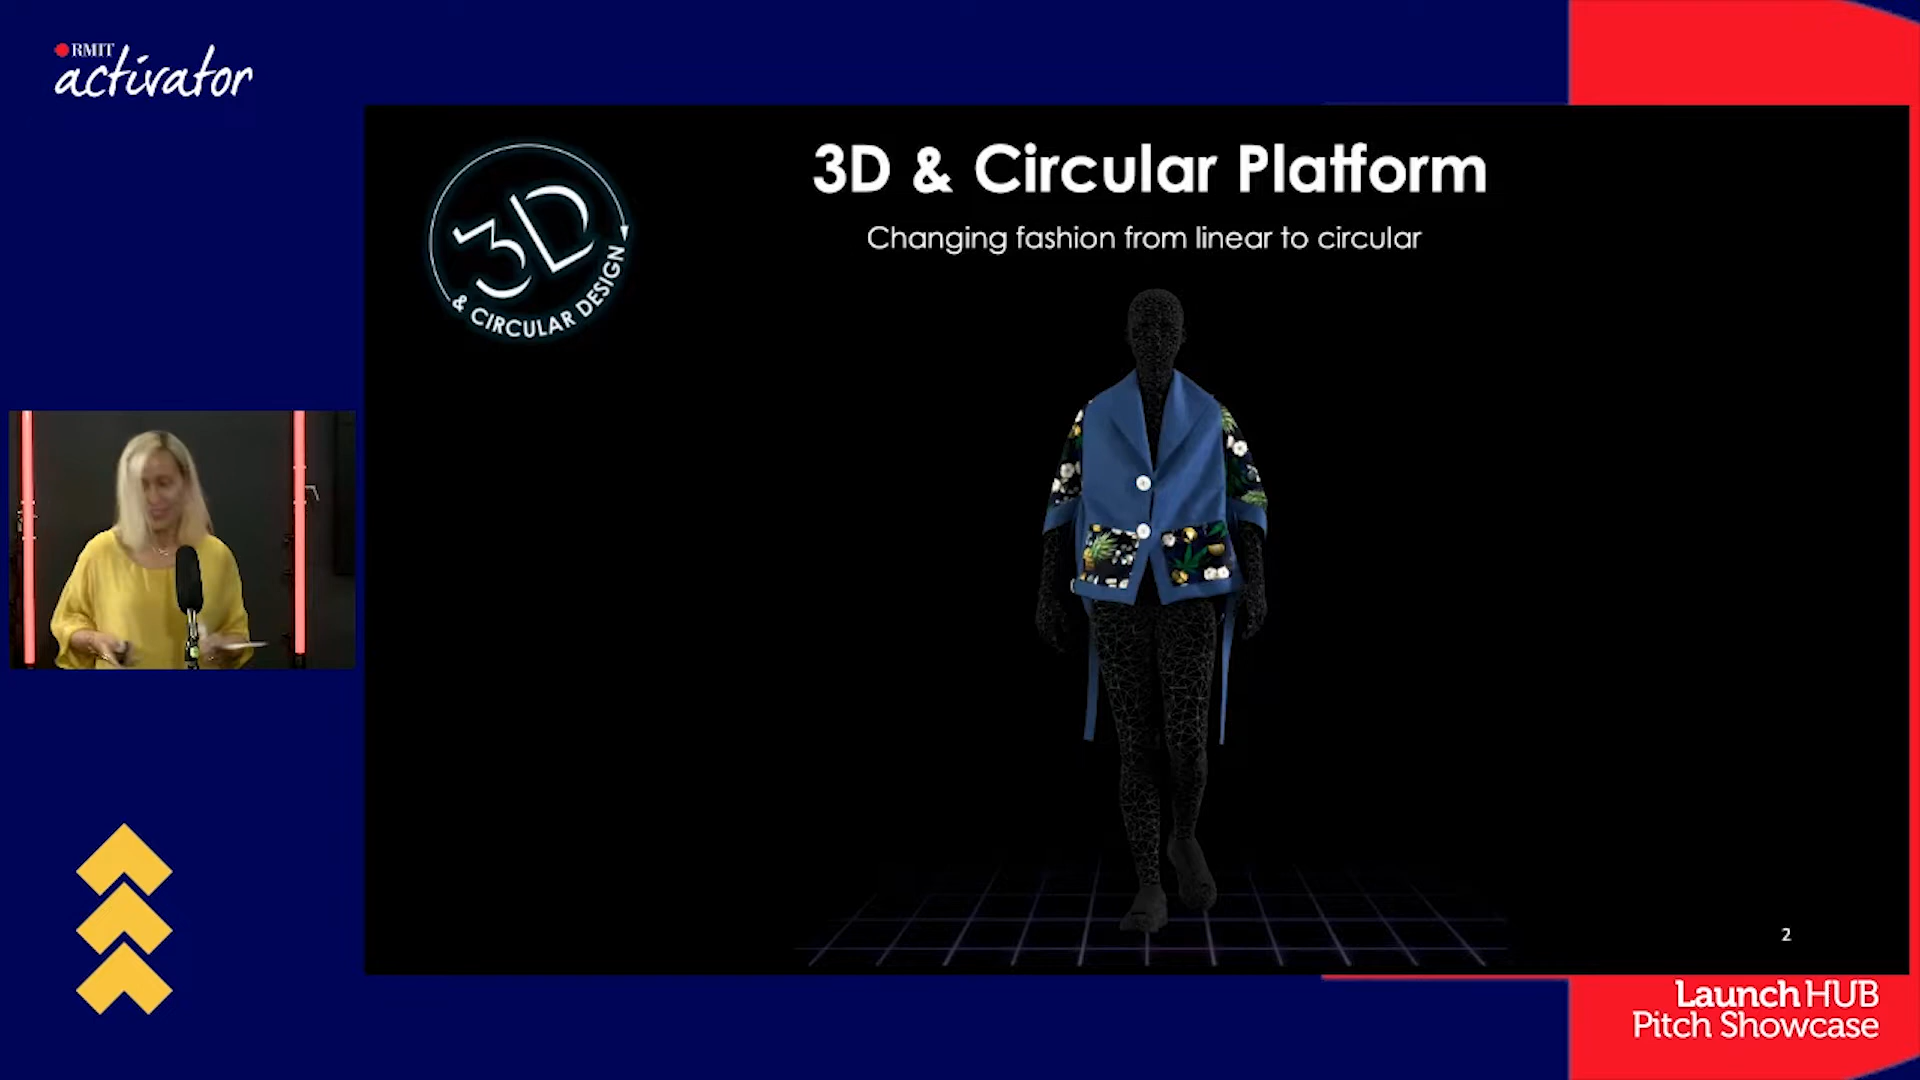 RMIT
activator
3D
& CIRCULAR DESIGN
3D & Circular Platform
Changing fashion from linear to circular
2
Launch HUB
Pitch Showcase